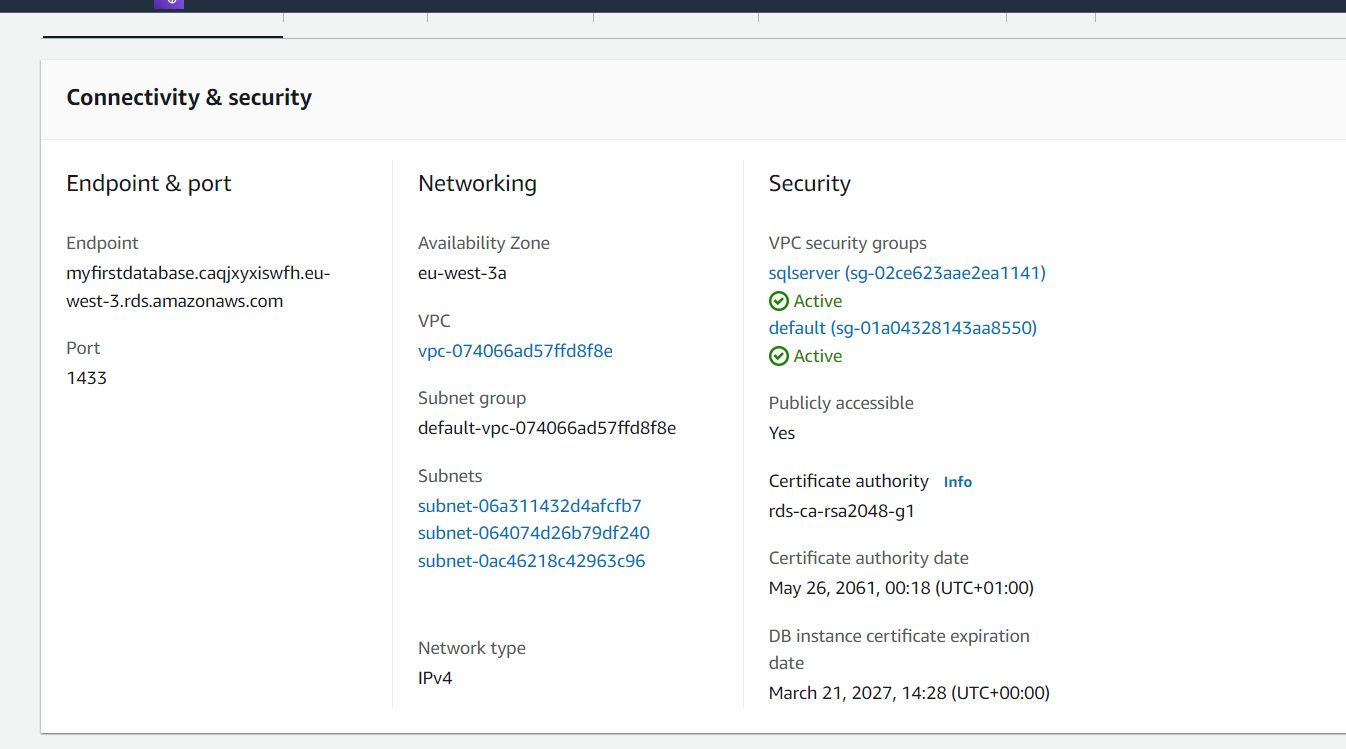 Connectivity & security
Endpoint & port
Endpoint
myfirstdatabase.caqjxyxiswfh.eu-
west-3.rds.amazonaws.com
Port
1433
Networking
Availability Zone
eu-west-3a
VPC
vpc-074066ad57ffd8f8e
Subnet group
default-vpc-074066ad57ffd8f8e
Subnets
subnet-06a311432d4afcfb7
subnet-064074d26b79df240
subnet-0ac46218c42963c96
Network type
IPv4
Security
VPC security groups
sqlserver (sg-02ce623aae2ea1141)
Active
default (sg-01a04328143aa8550)
Active
Publicly accessible
Yes
Certificate authority Info
rds-ca-rsa2048-g1
Certificate authority date
May 26, 2061, 00:18 (UTC+01:00)
DB instance certificate expiration
date
March 21, 2027, 14:28 (UTC+00:00)